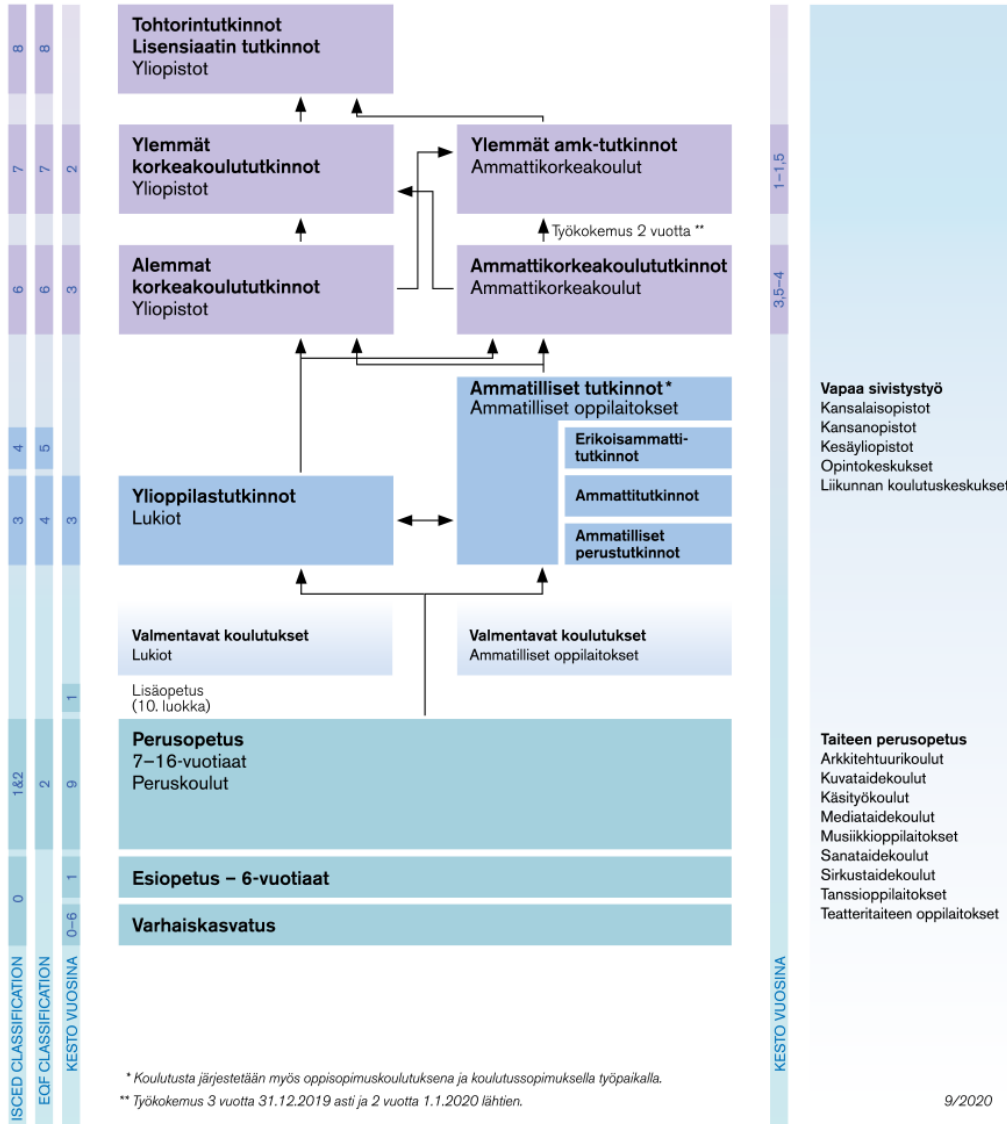 Tohtorintutkinnot
Lisensiaatin tutkinnot
Yliopistot
8
8
Ylemmät
korkeakoulututkinnot
Yliopistot
Ylemmät amk-tutkinnot
Ammattikorkeakoulut
7
7
2
1–1,5
Työkokemus 2 vuotta **
Alemmat
korkeakoulututkinnot
Yliopistot
Ammattikorkeakoulututkinnot
Ammattikorkeakoulut
6
6
3
3,5–4
Ammatilliset tutkinnot *
Ammatilliset oppilaitokset
Erikoisammatti-
tutkinnot
Ammattitutkinnot
Ammatilliset
perustutkinnot
4
5
Ylioppilastutkinnot
Lukiot
3
4
3
Valmentavat koulutukset
Lukiot
Valmentavat koulutukset
Ammatilliset oppilaitokset
Lisäopetus
(10. luokka)
1
Perusopetus
7–16-vuotiaat
Peruskoulut
1&2
2
9
Esiopetus – 6-vuotiaat
0
1
Varhaiskasvatus
0–6
ISCED CLASSIFICATION
EQF CLASSIFICATION
KESTO VUOSINA
KESTO VUOSINA
Vapaa sivistystyö
Kansalaisopistot
Kansanopistot
Kesäyliopistot
Opintokeskukset
Liikunnan koulutuskeskukset
Taiteen perusopetus
Arkkitehtuurikoulut
Kuvataidekoulut
Käsityökoulut
Mediataidekoulut
Musiikkioppilaitokset
Sanataidekoulut
Sirkustaidekoulut
Tanssioppilaitokset
Teatteritaiteen oppilaitokset
* Koulutusta järjestetään myös oppisopimuskoulutuksena ja koulutussopimuksella työpaikalla.
** Työkokemus 3 vuotta 31.12.2019 asti ja 2 vuotta 1.1.2020 lähtien.
9/2020